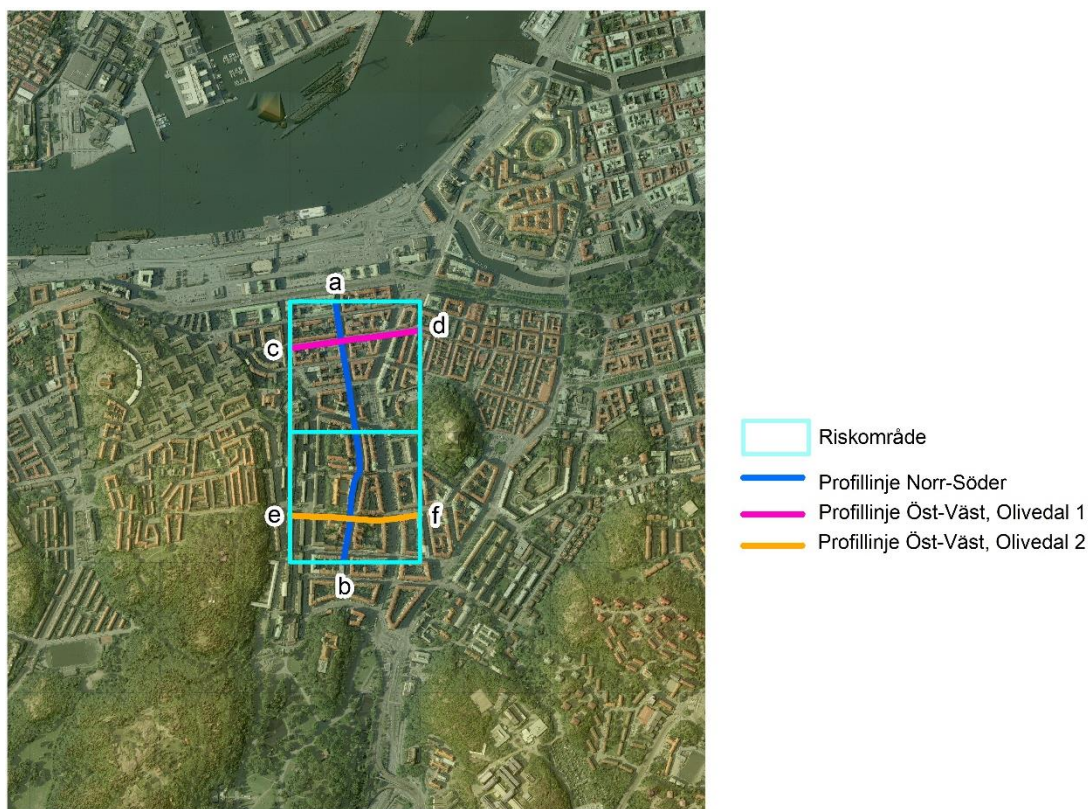 a
d
c
e
f
b
Riskområde
Profillinje Norr-Söder
Profillinje Öst-Väst, Olivedal 1
Profillinje Öst-Väst, Olivedal 2